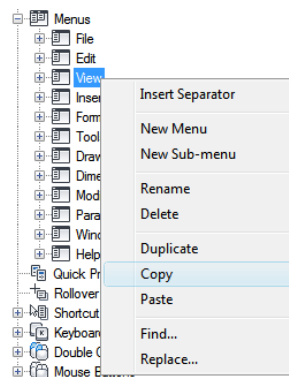 Menus
File
Edit
View
Inser
Form
Tool
Draw
Dime
Mod
Para
Wind
Help
Quick Pr
Rollover
Shortcut
Keyboar
Double C
Mouse Buttons
Insert Separator
New Menu
New Sub-menu
Rename
Delete
Duplicate
Copy
Paste
Find...
Replace...